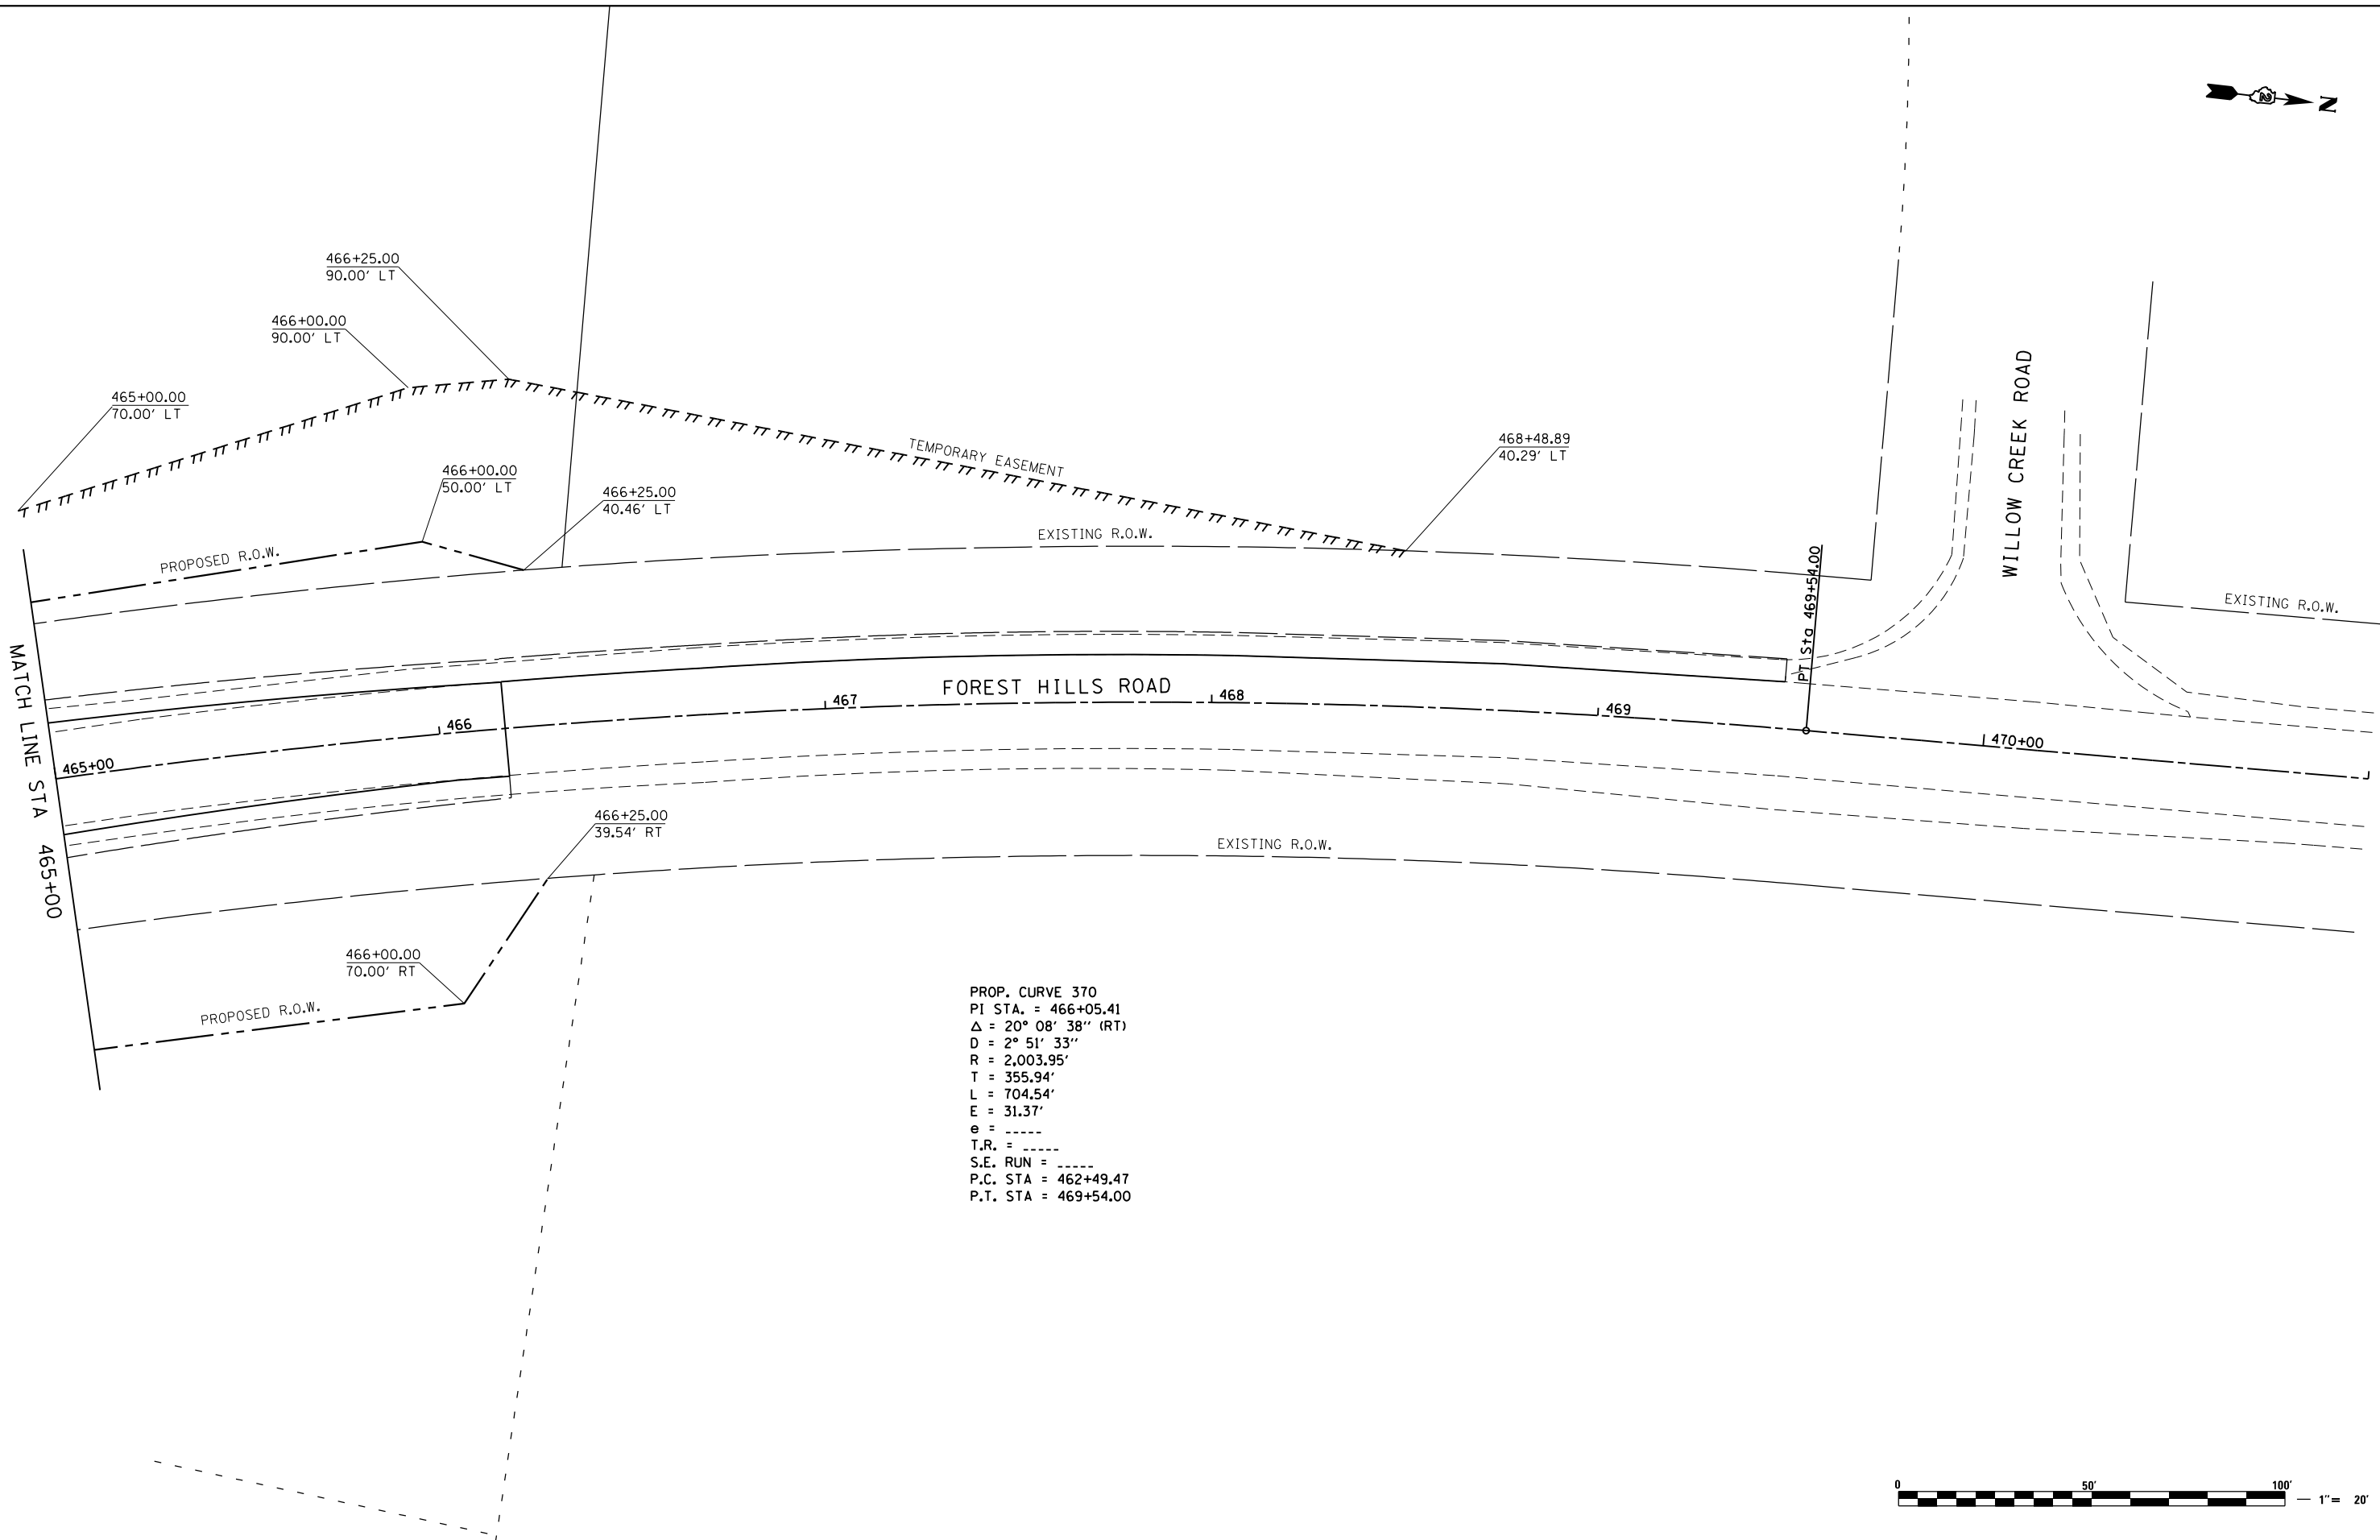 N
2
466+25.00
90.00' LT
466+00.00
90.00' LT
465+00.00
70.00' LT
466+00.00
50.00' LT
466+25.00
40.46' LT
TEMPORARY EASEMENT
468+48.89
40.29' LT
WILLOW CREEK ROAD
PROPOSED R.O.W.
EXISTING R.O.W.
PT Sta 469+54.00
EXISTING R.O.W.
MATCH LINE STA 465+00
FOREST HILLS ROAD
465+00
466
467
468
469
470+00
466+25.00
39.54' RT
EXISTING R.O.W.
466+00.00
70.00' RT
PROPOSED R.O.W.
PROP. CURVE 370
PI STA. = 466+05.41
Δ = 20° 08' 38" (RT)
D = 2° 51' 33"
R = 2,003.95'
T = 355.94'
L = 704.54'
E = 31.37'
e = _____
T.R. = _____
S.E. RUN = _____
P.C. STA = 462+49.47
P.T. STA = 469+54.00
0 50' 100'
1"= 20'